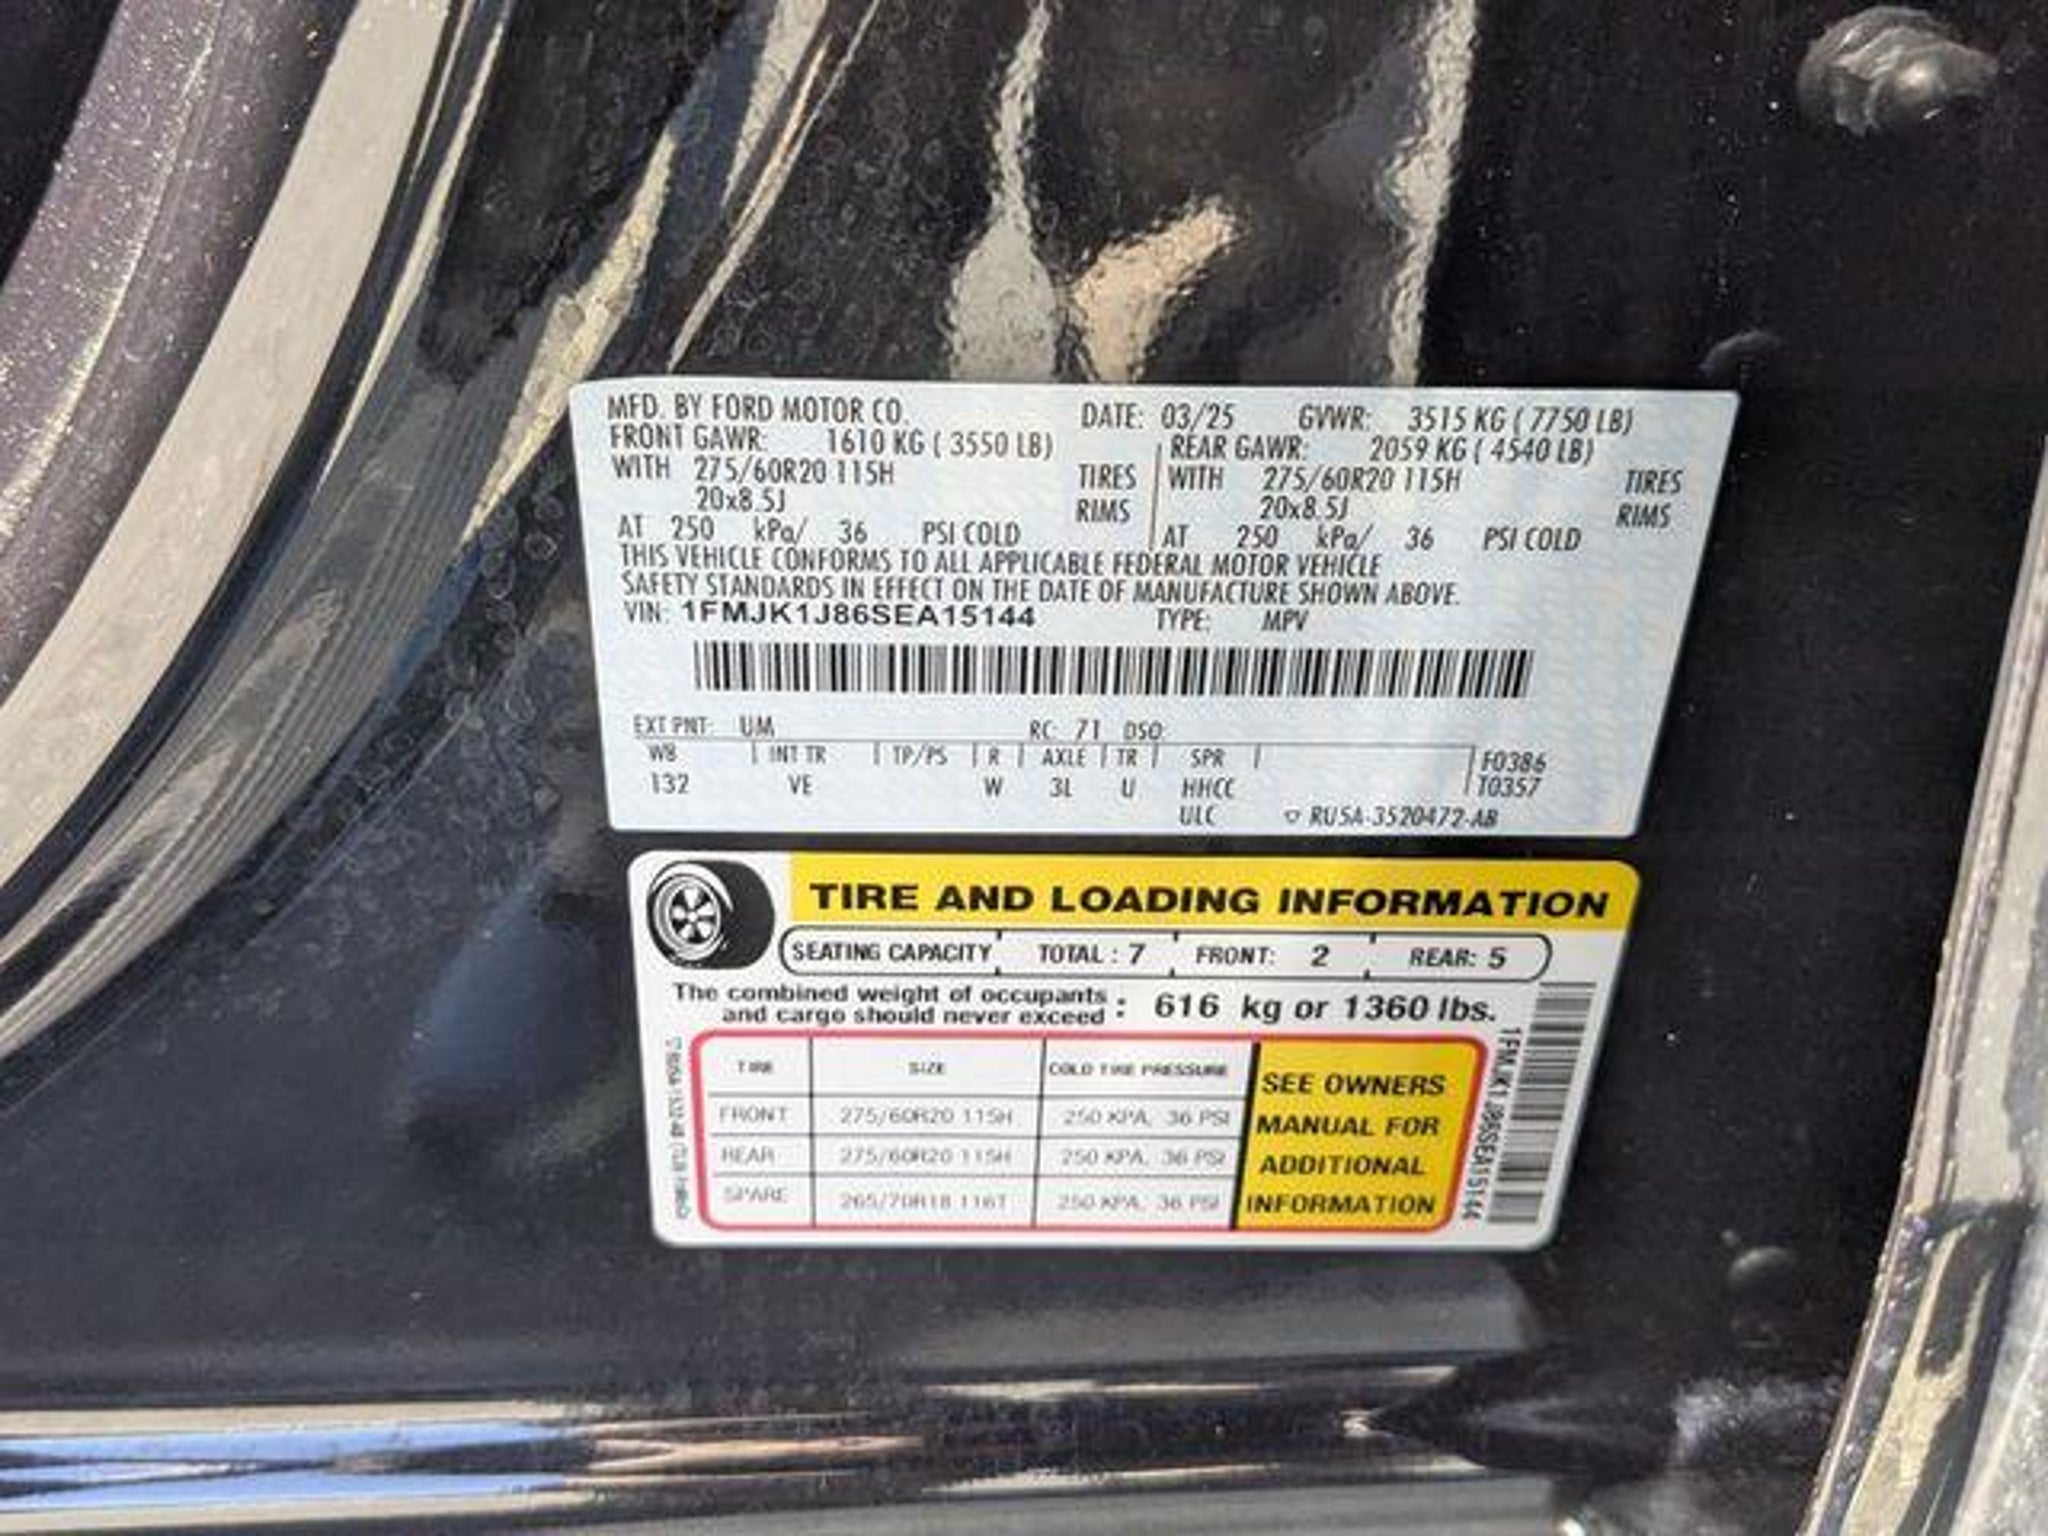 MFD. BY FORD MOTOR CO. DATE: 03/25 GVWR: 3515 KG ( 7750 LB)
FRONT GAWR: 1610 KG ( 3550 LB) REAR GAWR: 2059 KG ( 4540 LB)
WITH 275/60R20 115H TIRES WITH 275/60R20 115H TIRES
20x8.5J RIMS 20x8.5J RIMS
AT 250 kPa/ 36 PSI COLD AT 250 kPa/ 36 PSI COLD
THIS VEHICLE CONFORMS TO ALL APPLICABLE FEDERAL MOTOR VEHICLE
SAFETY STANDARDS IN EFFECT ON THE DATE OF MANUFACTURE SHOWN ABOVE.
VIN: 1FMJK1J86SEA15144 TYPE: MPV
EXT PNT: UM RC: 71 DSO:
WB INT TR TP/PS R AXLE TR SPR F0386
132 VE W 3L U HHCC T0357
ULC RU5A-3520472-AB
TIRE AND LOADING INFORMATION
SEATING CAPACITY TOTAL : 7 FRONT: 2 REAR: 5
The combined weight of occupants
and cargo should never exceed : 616 kg or 1360 lbs.
TIRE SIZE COLD TIRE PRESSURE
FRONT 275/60R20 115H 250 KPA, 36 PSI
REAR 275/60R20 115H 250 KPA, 36 PSI
SPARE 265/70R18 116T 250 KPA, 36 PSI
SEE OWNERS
MANUAL FOR
ADDITIONAL
INFORMATION
1FMJK1J86SEA15144